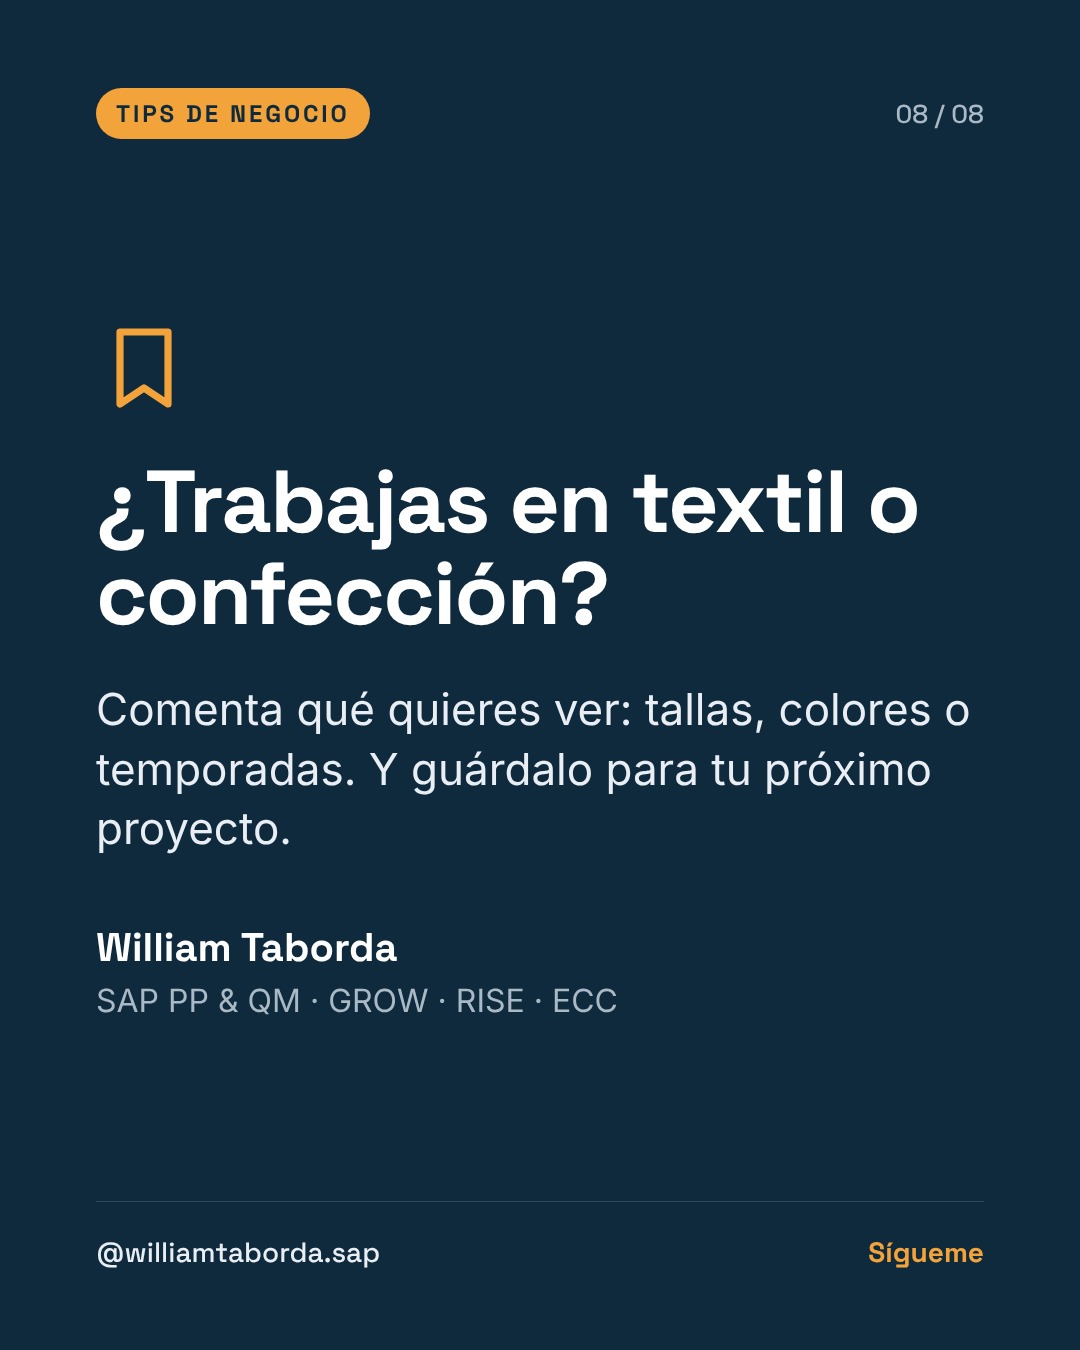 TIPS DE NEGOCIO
08 / 08
¿Trabajas en textil o
confección?
Comenta qué quieres ver: tallas, colores o
temporadas. Y guárdalo para tu próximo
proyecto.
William Taborda
SAP PP & QM · GROW · RISE · ECC
@williamtaborda.sap
Sígueme